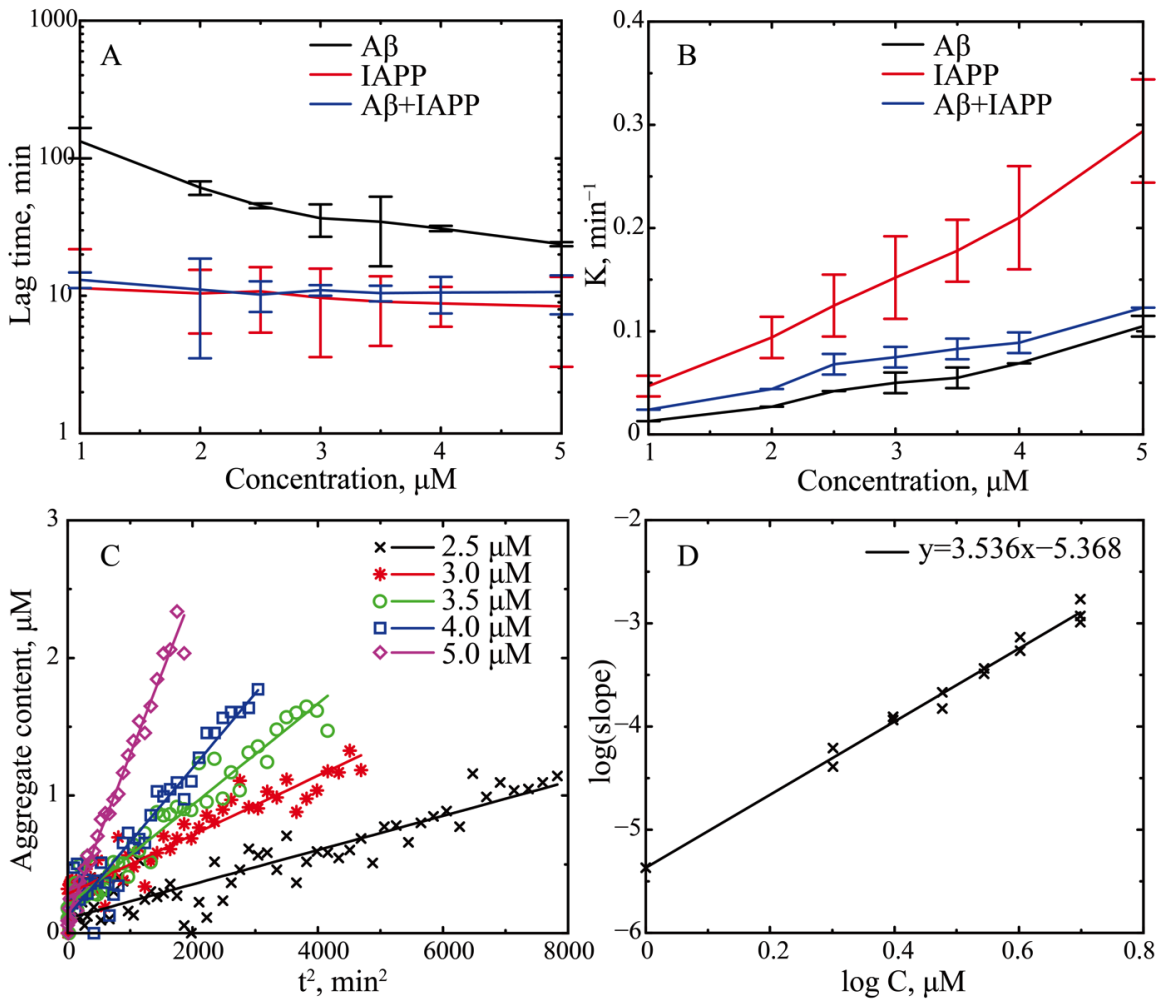 A
Aβ
IAPP
Aβ+IAPP
1000
100
10
1
Lag time, min
1
2
3
4
5
Concentration, μM
B
Aβ
IAPP
Aβ+IAPP
0.4
0.3
0.2
0.1
0
K, min⁻¹
1
2
3
4
5
Concentration, μM
C
2.5 μM
3.0 μM
3.5 μM
4.0 μM
5.0 μM
3
2
1
0
Aggregate content, μM
0
2000
4000
6000
8000
t², min²
D
y=3.536x−5.368
−2
−3
−4
−5
−6
log(slope)
0
0.2
0.4
0.6
0.8
log C, μM